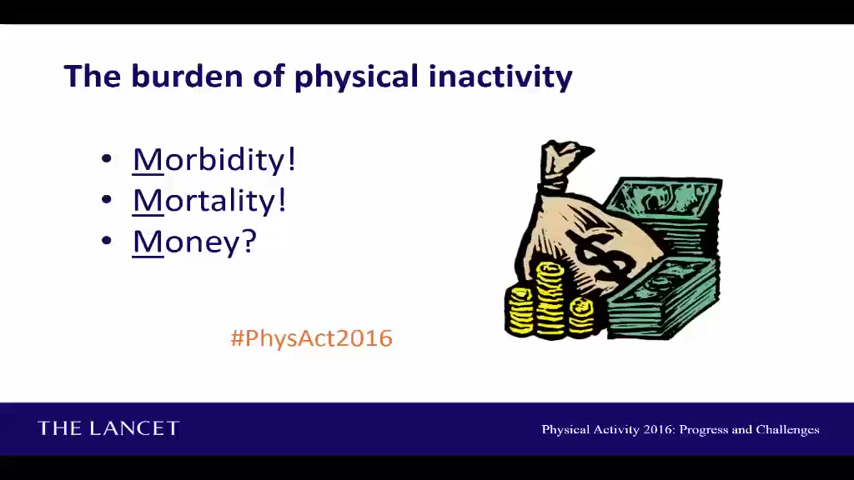 The burden of physical inactivity
• Morbidity!
• Mortality!
• Money?
$
#PhysAct2016
THE LANCET
Physical Activity 2016: Progress and Challenges